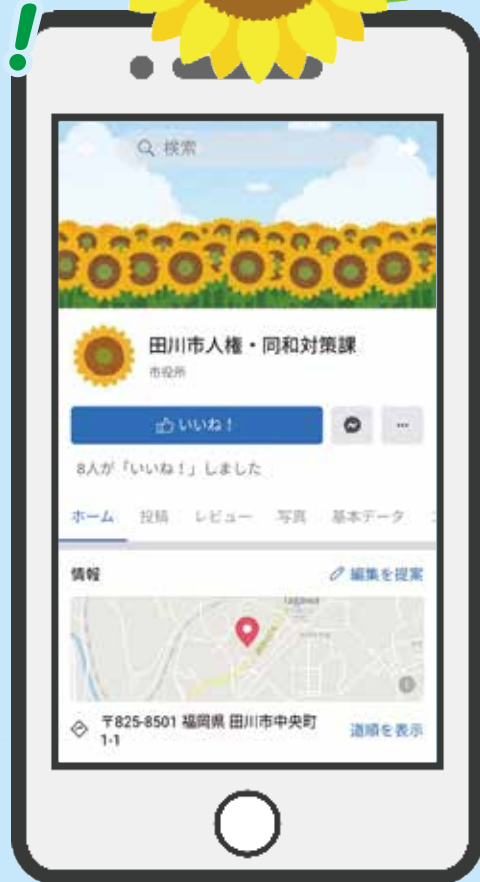 !
検索
田川市人権・同和対策課
市役所
いいね!
8人が「いいね!」しました
ホーム 投稿 レビュー 写真 基本データ
情報 編集を提案
〒825-8501 福岡県 田川市中央町 道順を表示
1-1